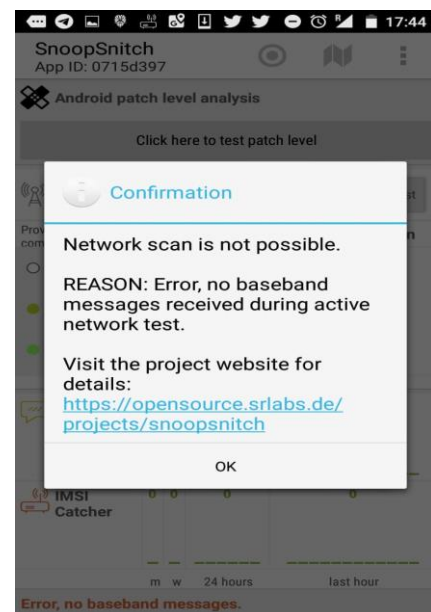 17:44
SnoopSnitch
App ID: 0715d397
Android patch level analysis
Click here to test patch level
Confirmation
st
Prov
com
n
Network scan is not possible.
REASON: Error, no baseband
messages received during active
network test.
Visit the project website for
details:
https://opensource.srlabs.de/
projects/snoopsnitch
OK
IMSI
Catcher
0 0 0 0
m w 24 hours last hour
Error, no baseband messages.